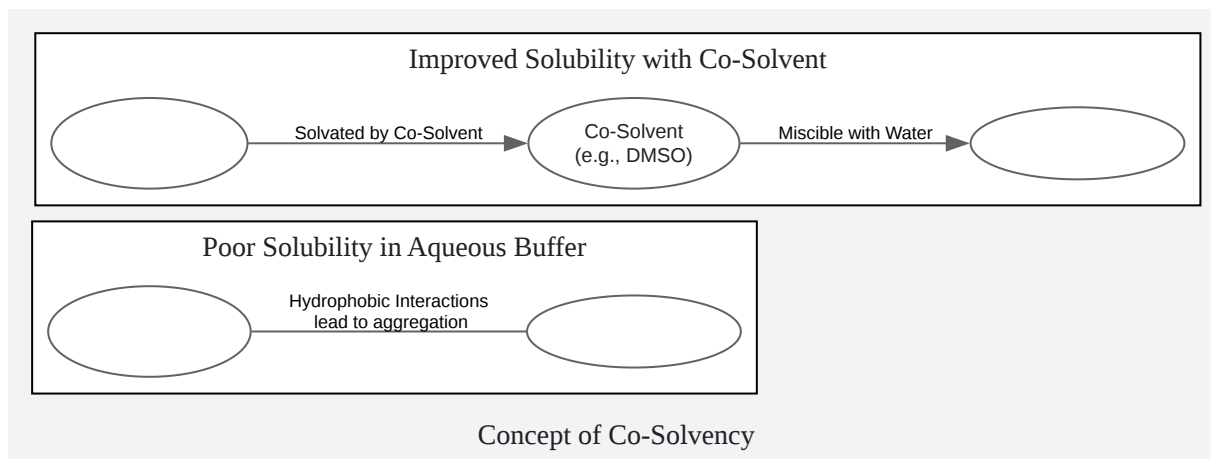 Improved Solubility with Co-Solvent
Solvated by Co-Solvent
Co-Solvent
(e.g., DMSO)
Miscible with Water
Poor Solubility in Aqueous Buffer
Hydrophobic Interactions
lead to aggregation
Concept of Co-Solvency